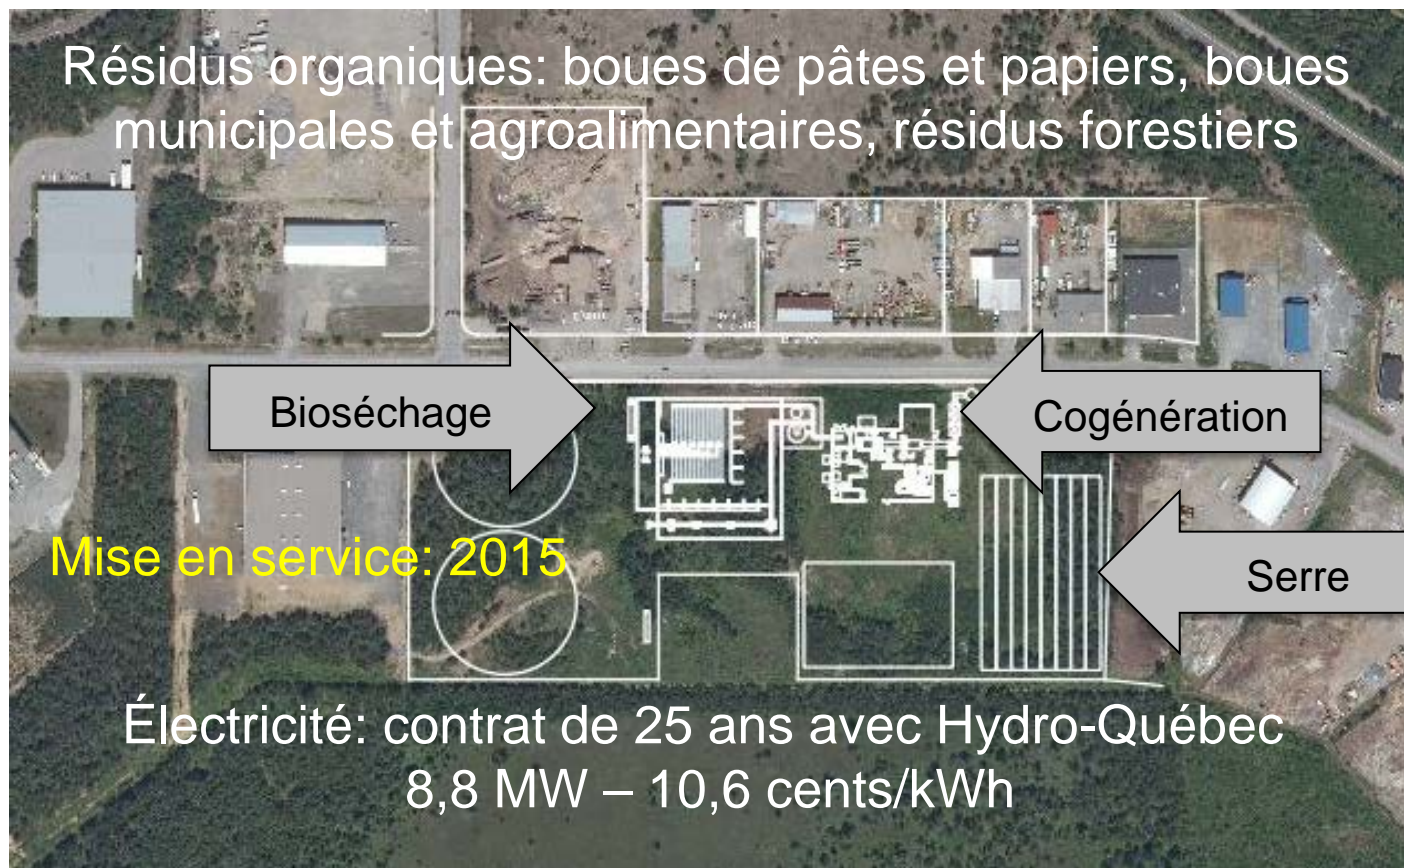 Résidus organiques: boues de pâtes et papiers, boues
municipales et agroalimentaires, résidus forestiers
Bioséchage
Cogénération
Mise en service: 2015
Serre
Électricité: contrat de 25 ans avec Hydro-Québec
8,8 MW – 10,6 cents/kWh